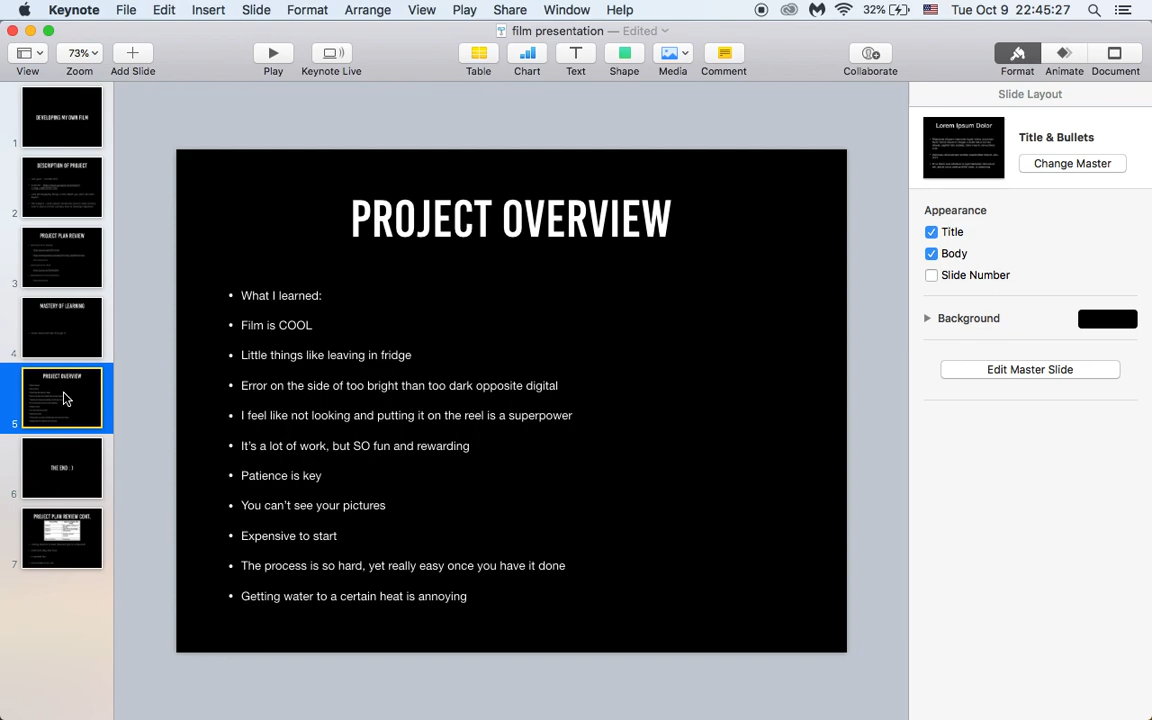 Keynote File Edit Insert Slide Format Arrange View Play Share Window Help 32% Tue Oct 9 22:45:27
film presentation — Edited
View 73% Zoom Add Slide Play Keynote Live Table Chart Text Shape Media Comment Collaborate Format Animate Document
1
DEVELOPING MY OWN FILM
2
DESCRIPTION OF PROJECT
3
PROJECT PLAN REVIEW
4
MASTERY OF LEARNING
5
PROJECT OVERVIEW
6
THE END :)
7
PROJECT PLAN REVIEW CONT.
PROJECT OVERVIEW
• What I learned:
• Film is COOL
• Little things like leaving in fridge
• Error on the side of too bright than too dark opposite digital
• I feel like not looking and putting it on the reel is a superpower
• It's a lot of work, but SO fun and rewarding
• Patience is key
• You can't see your pictures
• Expensive to start
• The process is so hard, yet really easy once you have it done
• Getting water to a certain heat is annoying
Slide Layout
Lorem Ipsum Dolor
Title & Bullets
Change Master
Appearance
Title
Body
Slide Number
Background
Edit Master Slide